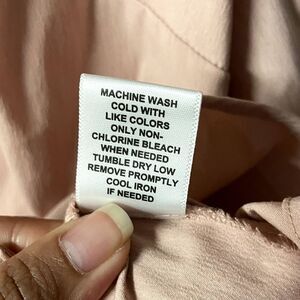 MACHINE WASH
COLD WITH
LIKE COLORS
ONLY NON-
CHLORINE BLEACH
WHEN NEEDED
TUMBLE DRY LOW
REMOVE PROMPTLY
COOL IRON
IF NEEDED